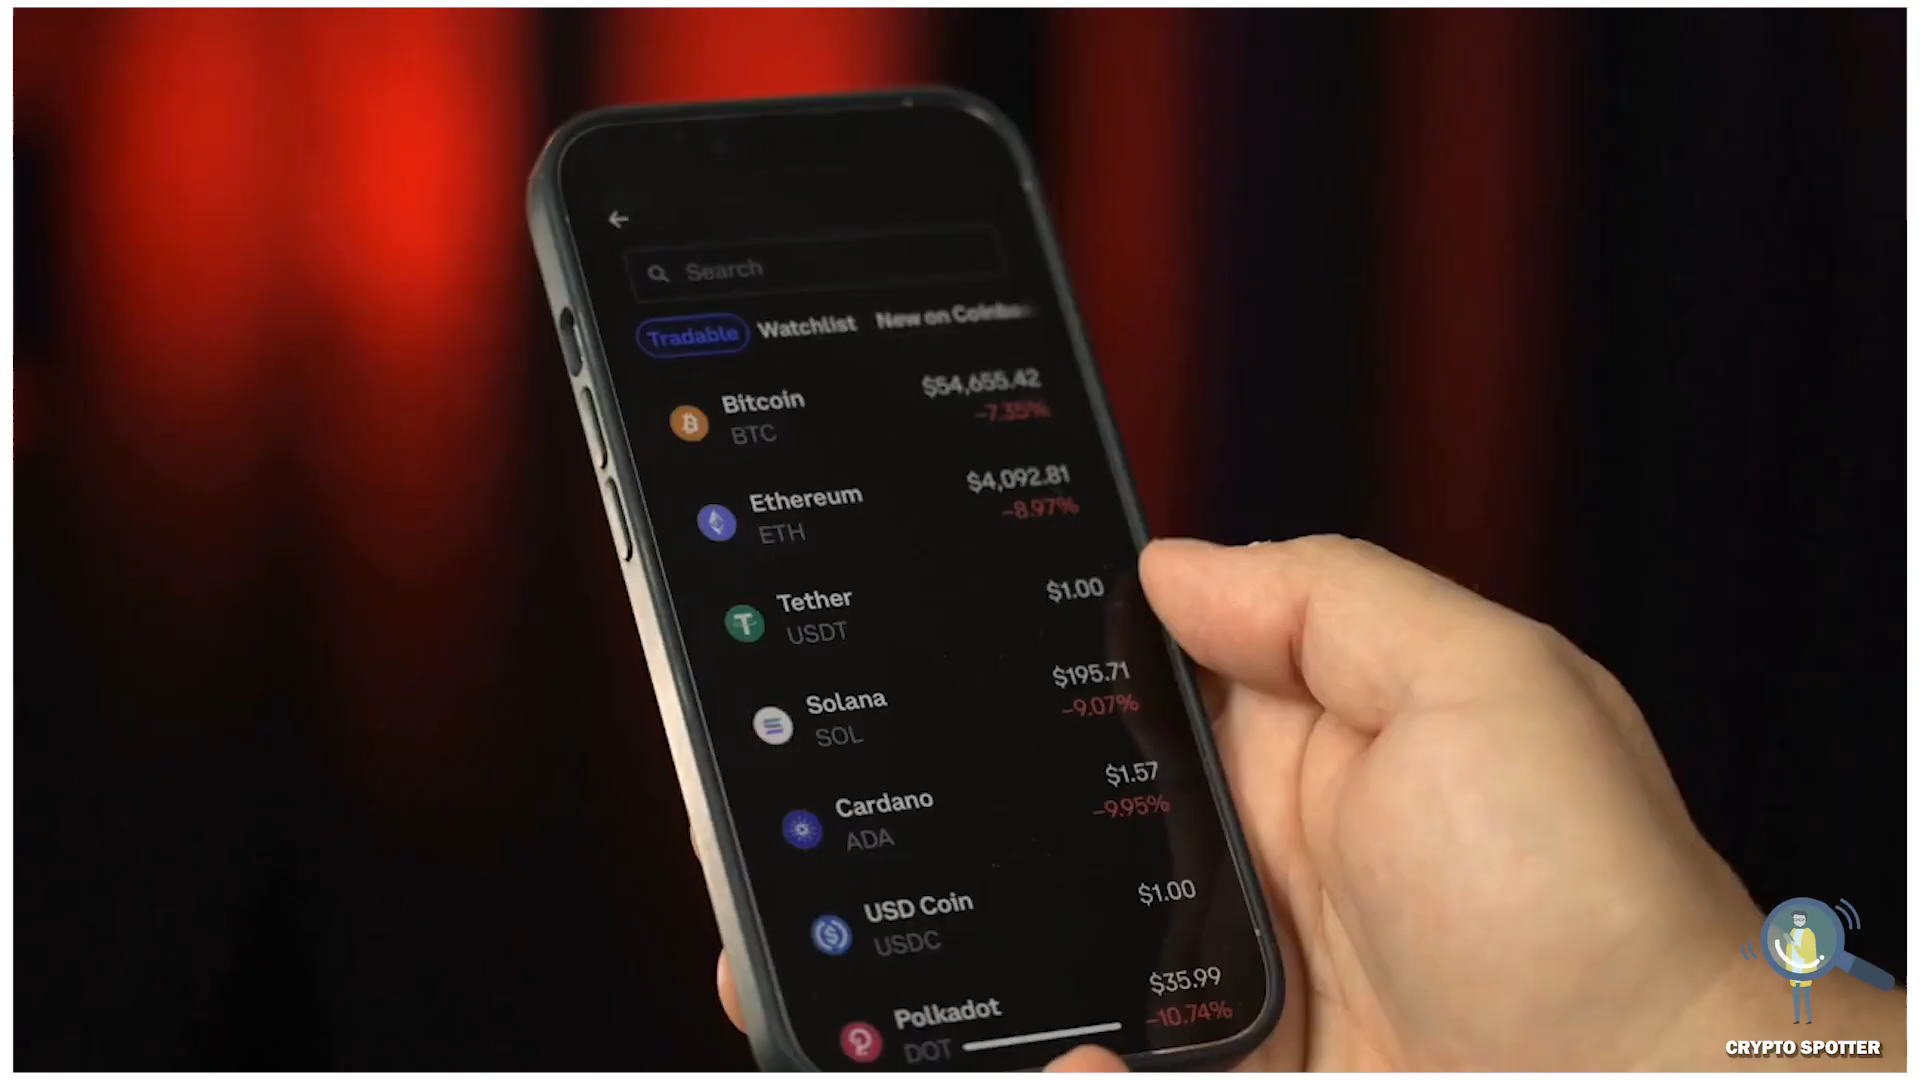 Search
Tradable Watchlist New on
Bitcoin $54,655.42
BTC -7.35%
Ethereum $4,092.81
ETH -8.97%
Tether $1.00
USDT
Solana $195.71
SOL -9.07%
Cardano $1.57
ADA -9.95%
USD Coin $1.00
USDC
Polkadot $35.99
DOT -10.74%
CRYPTO SPOTTER